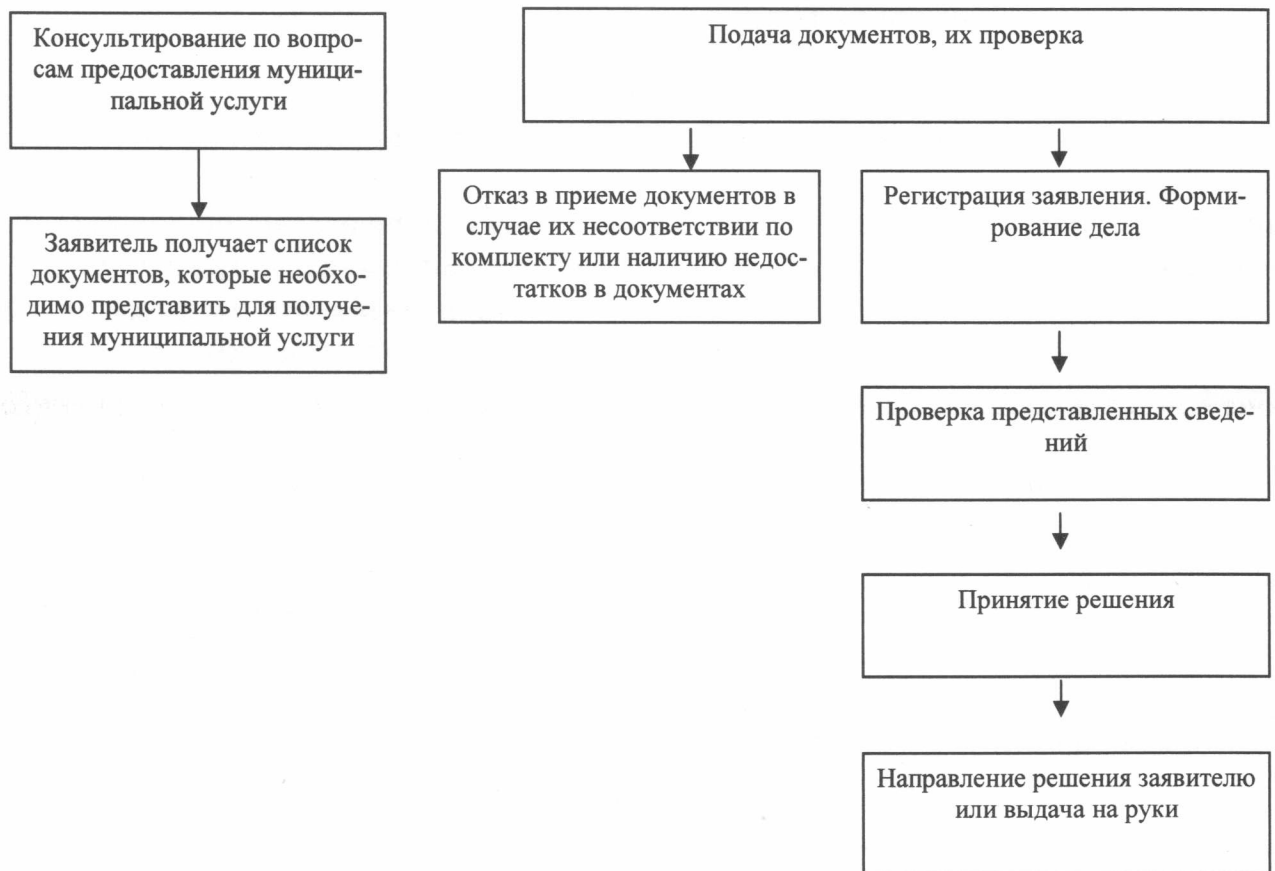 Консультирование по вопро-
сам предоставления муници-
пальной услуги
Заявитель получает список
документов, которые необхо-
димо представить для получе-
ния муниципальной услуги
Подача документов, их проверка
Отказ в приеме документов в
случае их несоответствии по
комплекту или наличию недос-
татков в документах
Регистрация заявления. Форми-
рование дела
Проверка представленных сведе-
ний
Принятие решения
Направление решения заявителю
или выдача на руки